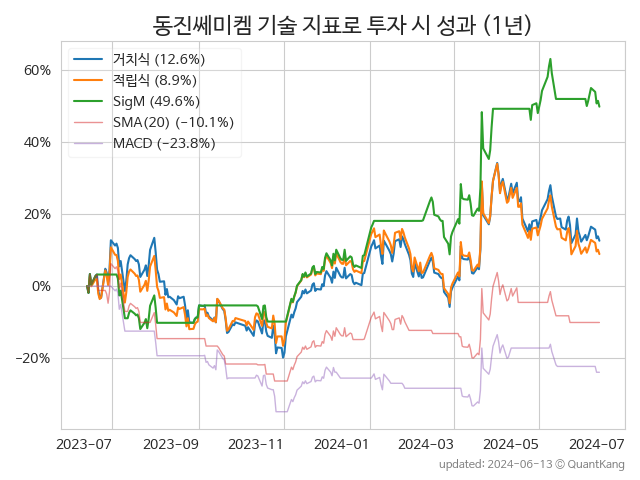 동진쎄미켐 기술 지표로 투자 시 성과 (1년)
거치식 (12.6%)
적립식 (8.9%)
SigM (49.6%)
SMA(20) (−10.1%)
MACD (−23.8%)
60%
40%
20%
0%
−20%
2023-07 2023-09 2023-11 2024-01 2024-03 2024-05 2024-07
updated: 2024-06-13 © QuantKang